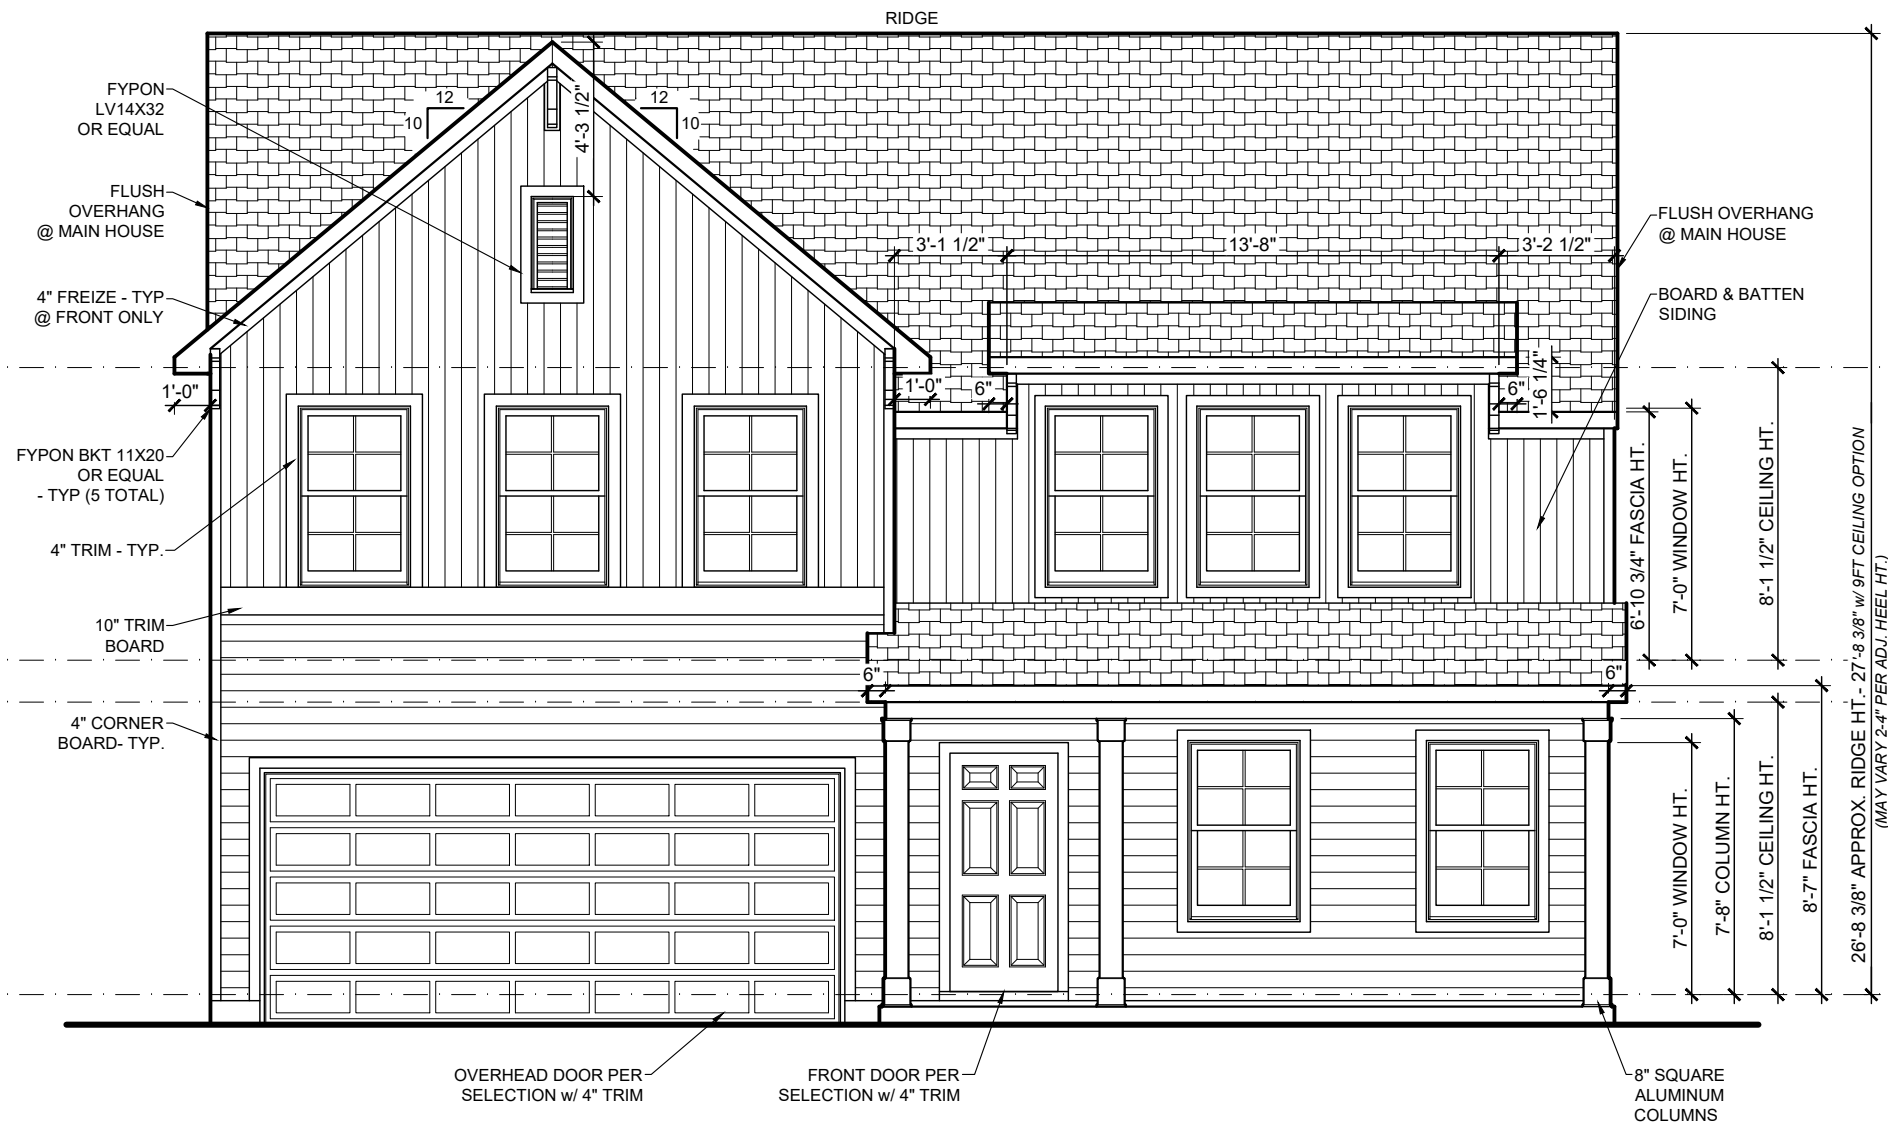 RIDGE
FYPON
LV14X32
OR EQUAL
12
10
4'-3 1/2"
12
10
FLUSH
OVERHANG
@ MAIN HOUSE
FLUSH OVERHANG
@ MAIN HOUSE
3'-1 1/2"
13'-8"
3'-2 1/2"
4" FREIZE - TYP
@ FRONT ONLY
BOARD & BATTEN
SIDING
1'-0"
1'-0"
6"
6"
1'-6 1/4"
FYPON BKT 11X20
OR EQUAL
- TYP (5 TOTAL)
4" TRIM - TYP.
10" TRIM
BOARD
6'-10 3/4" FASCIA HT.
7'-0" WINDOW HT.
8'-1 1/2" CEILING HT.
6"
6"
4" CORNER
BOARD- TYP.
7'-0" WINDOW HT.
7'-8" COLUMN HT.
8'-1 1/2" CEILING HT.
8'-7" FASCIA HT.
26'-8 3/8" APPROX. RIDGE HT.- 27'-8 3/8" w/ 9FT CEILING OPTION
(MAY VARY 2-4" PER ADJ. HEEL HT.)
OVERHEAD DOOR PER
SELECTION w/ 4" TRIM
FRONT DOOR PER
SELECTION w/ 4" TRIM
8" SQUARE
ALUMINUM
COLUMNS